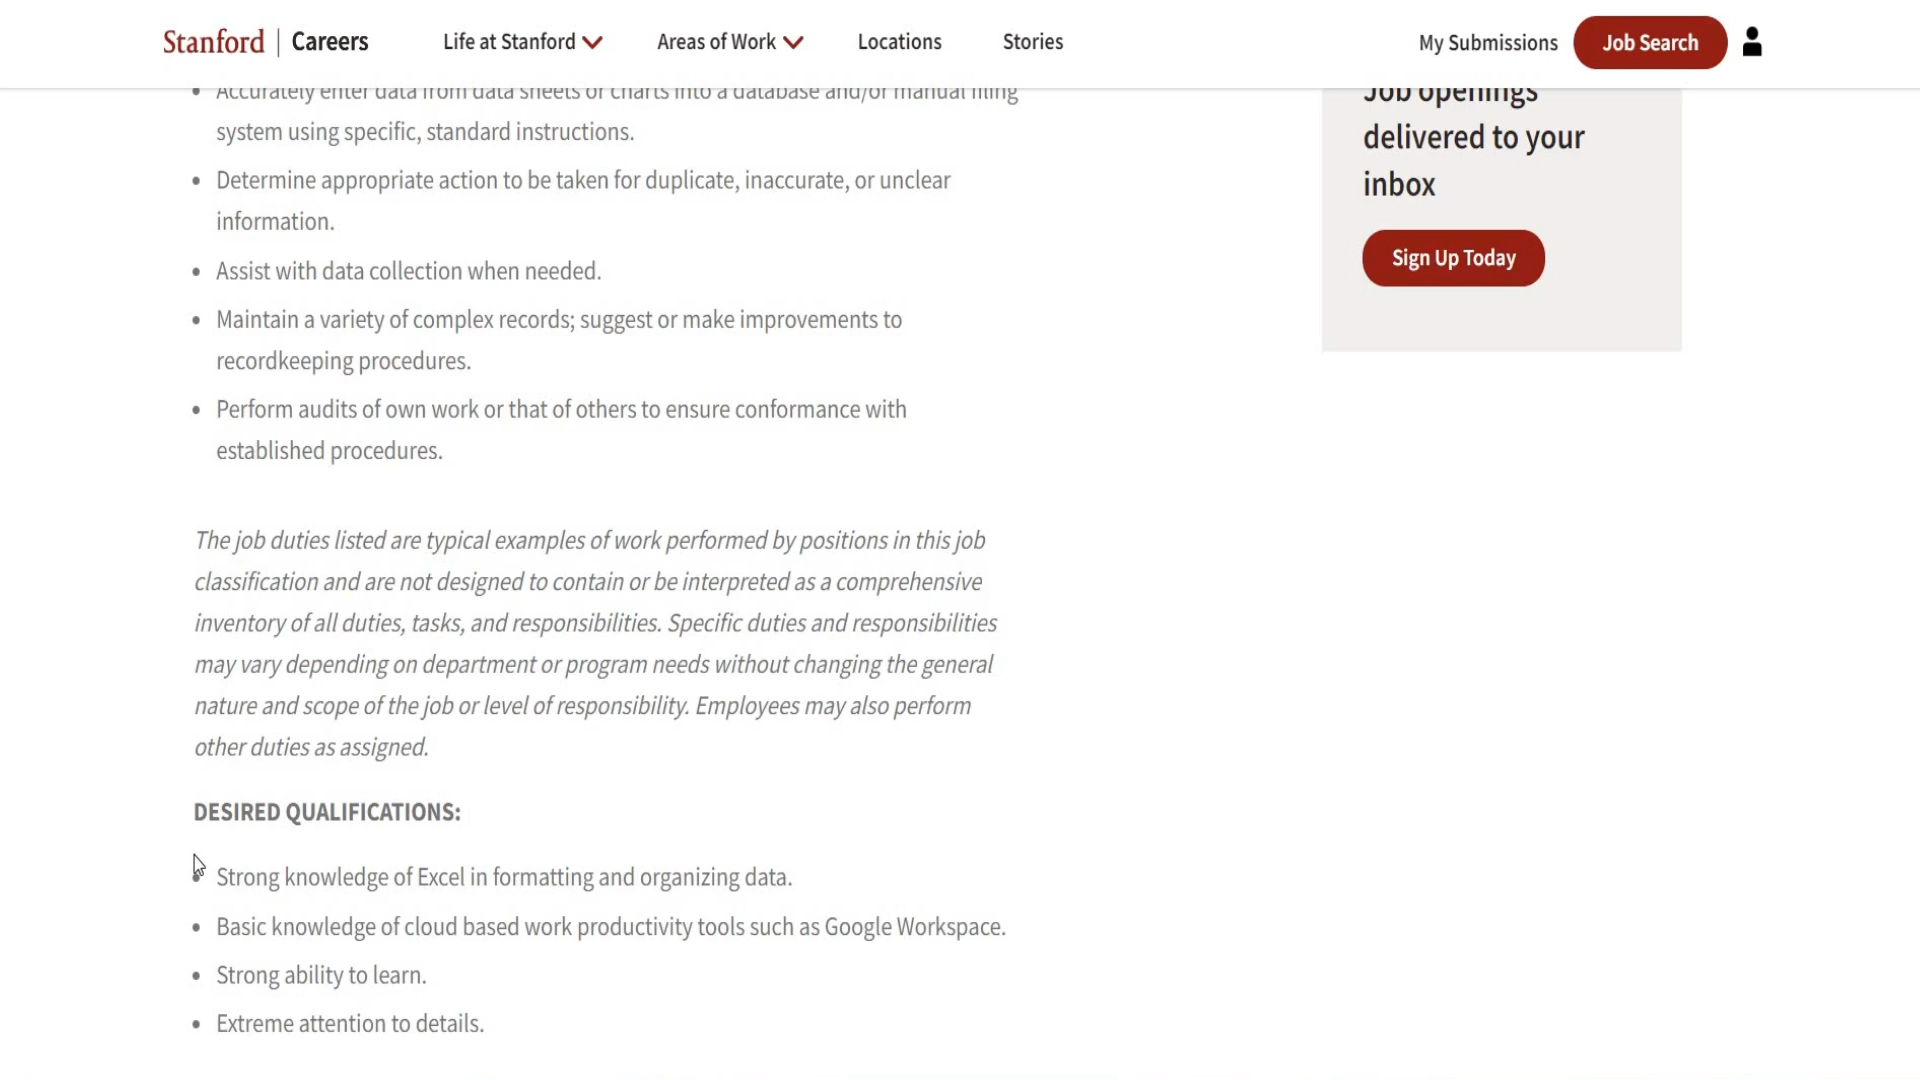 Stanford | Careers
Life at Stanford
Areas of Work
Locations
Stories
My Submissions
Job Search
Accurately enter data from data sheets or charts into a database and/or manual filing
system using specific, standard instructions.
Determine appropriate action to be taken for duplicate, inaccurate, or unclear
information.
Assist with data collection when needed.
Maintain a variety of complex records; suggest or make improvements to
recordkeeping procedures.
Perform audits of own work or that of others to ensure conformance with
established procedures.
The job duties listed are typical examples of work performed by positions in this job
classification and are not designed to contain or be interpreted as a comprehensive
inventory of all duties, tasks, and responsibilities. Specific duties and responsibilities
may vary depending on department or program needs without changing the general
nature and scope of the job or level of responsibility. Employees may also perform
other duties as assigned.
DESIRED QUALIFICATIONS:
Strong knowledge of Excel in formatting and organizing data.
Basic knowledge of cloud based work productivity tools such as Google Workspace.
Strong ability to learn.
Extreme attention to details.
Job openings
delivered to your
inbox
Sign Up Today